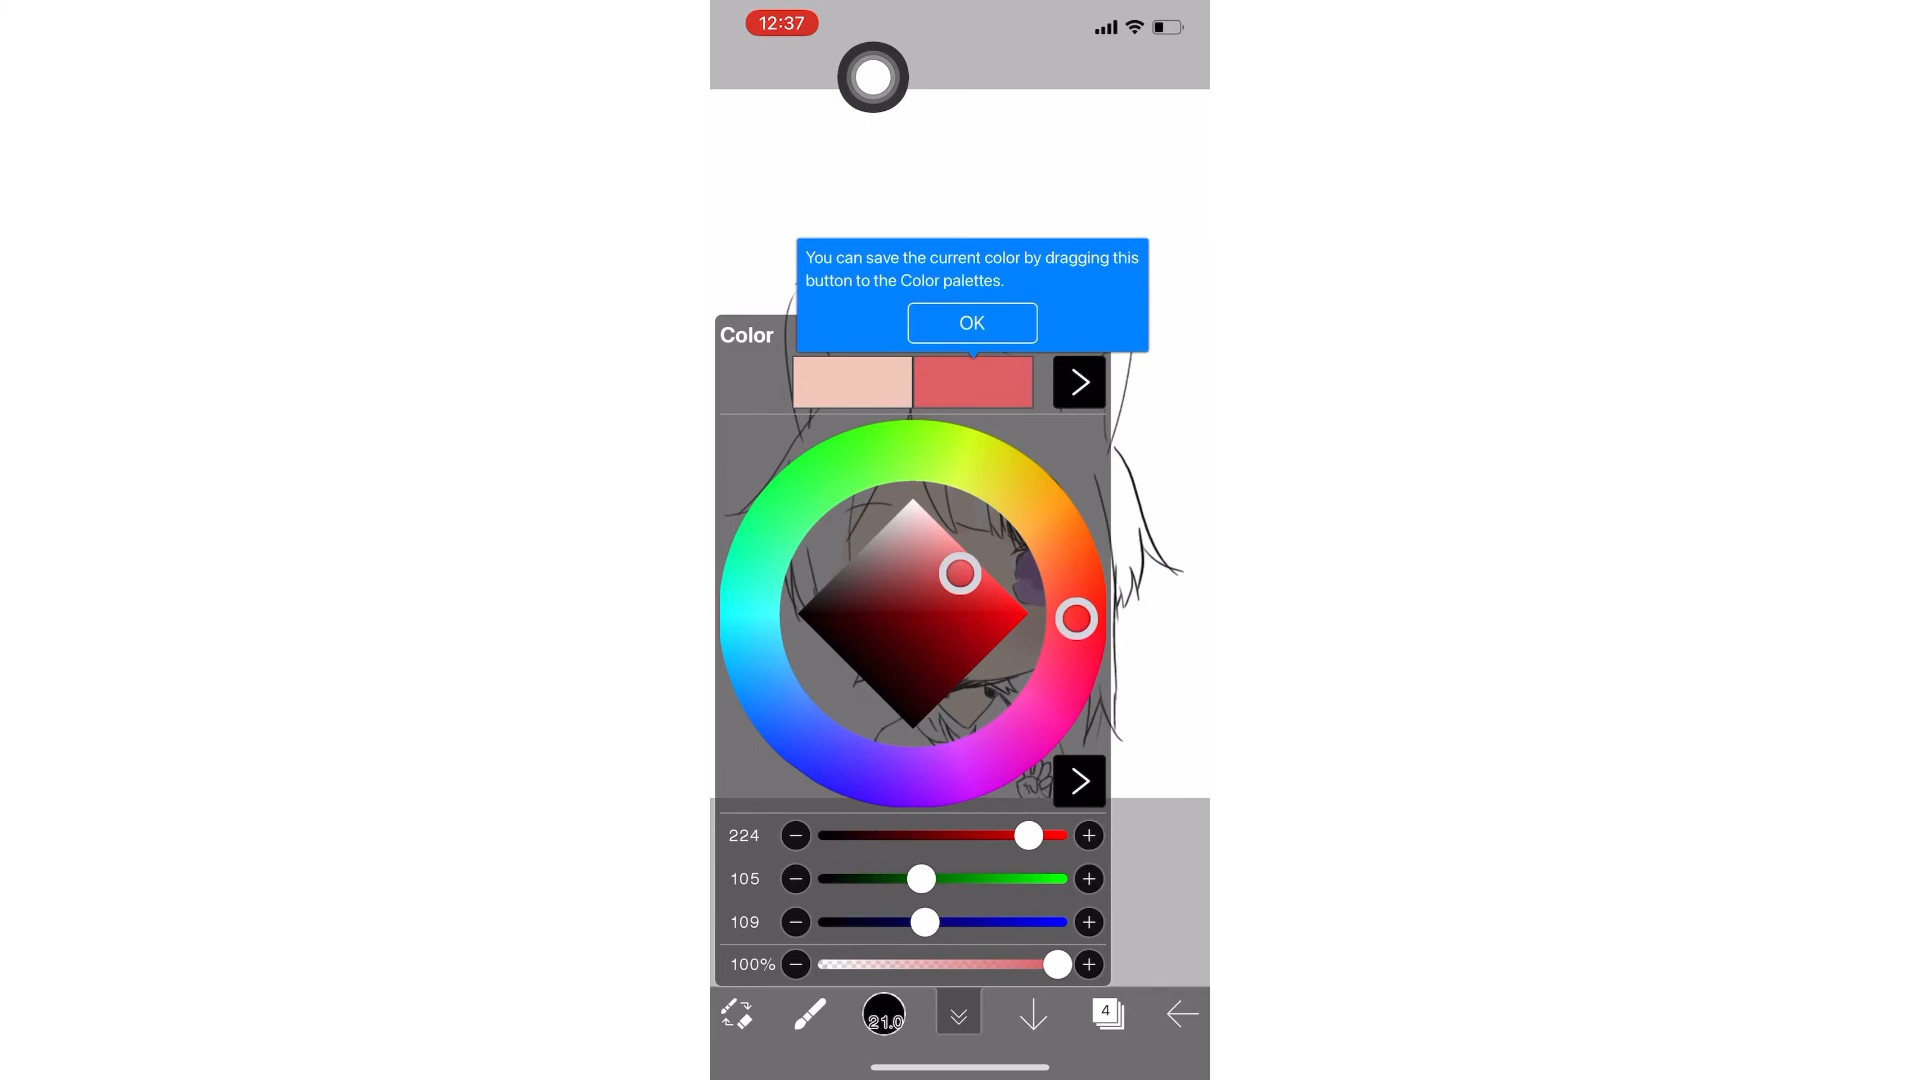 12:37
You can save the current color by dragging this
button to the Color palettes.
OK
Color
224
105
109
100%
21.0
4